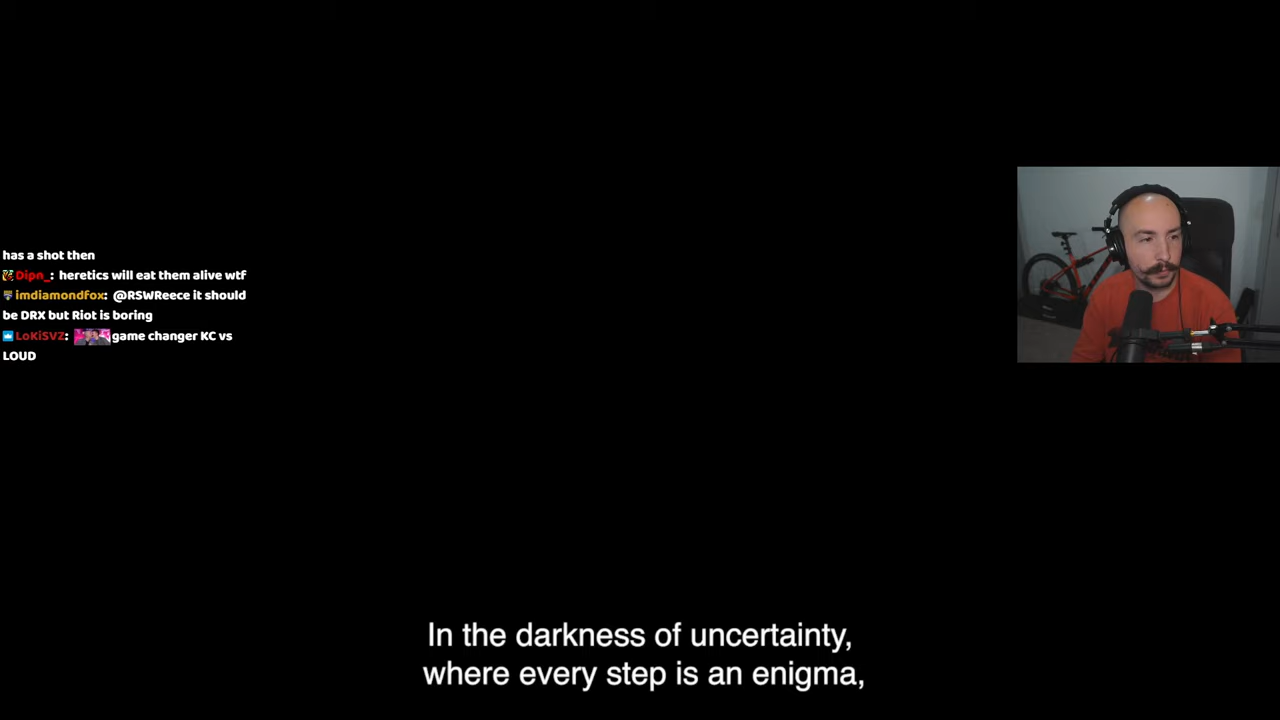 has a shot then
Dipn_: heretics will eat them alive wtf
imdiamondfox: @RSWReece it should
be DRX but Riot is boring
LoKiSVZ: game changer KC vs
LOUD
In the darkness of uncertainty,
where every step is an enigma,